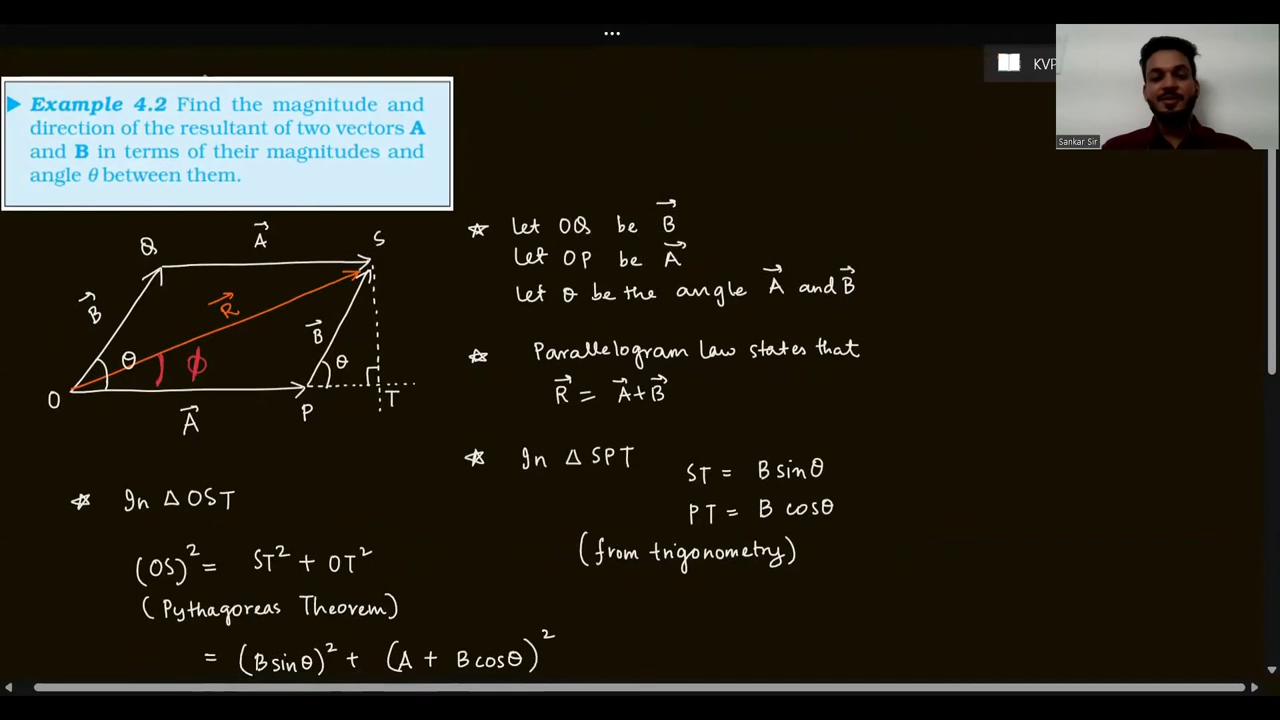 KVP
Sankar Sir
Example 4.2 Find the magnitude and
direction of the resultant of two vectors A
and B in terms of their magnitudes and
angle θ between them.
Q
A⃗
S
B⃗
R⃗
B⃗
θ
ϕ
θ
O
A⃗
P
T
☆ Let OQ be B⃗
Let OP be A⃗
Let θ be the angle A⃗ and B⃗
☆ Parallelogram law states that
R⃗ = A⃗+B⃗
☆ In Δ SPT
ST = B sinθ
PT = B cosθ
(from trigonometry)
☆ In Δ OST
(OS)² = ST² + OT²
(Pythagoreas Theorem)
= (B sinθ)² + (A + B cosθ)²